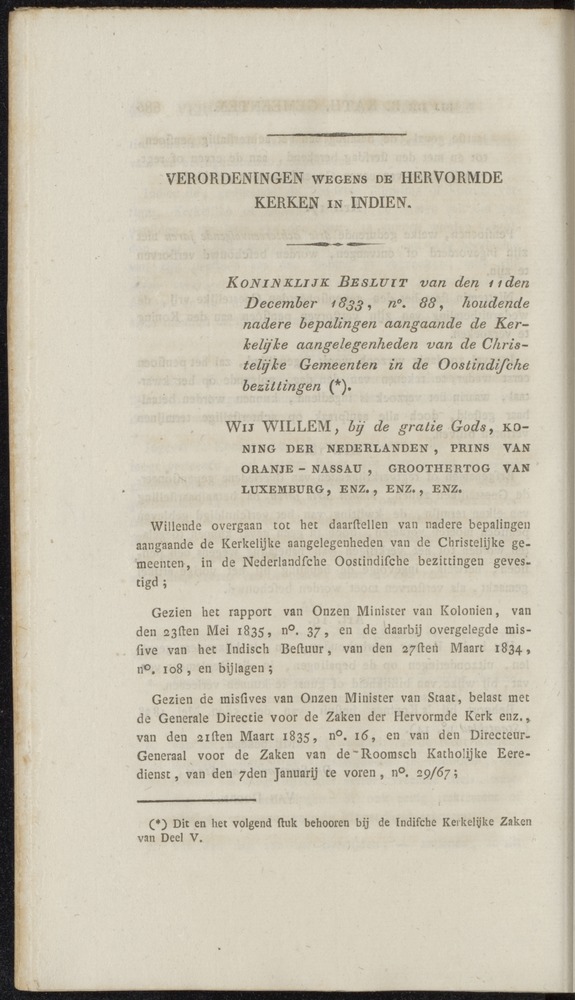 VERORDENINGEN WEGENS DE HERVORMDE
KERKEN IN INDIEN.
KONINKLIJK BESLUIT van den 11den
December 1833, nº. 88, houdende
nadere bepalingen aangaande de Ker-
kelijke aangelegenheden van de Chris-
telijke Gemeenten in de Oostindiſche
bezittingen (*).
WIJ WILLEM, bij de gratie Gods, KO-
NING DER NEDERLANDEN, PRINS VAN
ORANJE - NASSAU, GROOTHERTOG VAN
LUXEMBURG, ENZ., ENZ., ENZ.
Willende overgaan tot het daarſtellen van nadere bepalingen
aangaande de Kerkelijke aangelegenheden van de Christelijke ge-
meenten, in de Nederlandſche Oostindiſche bezittingen geves-
tigd;
Gezien het rapport van Onzen Minister van Kolonien, van
den 23ſten Mei 1835, nº. 37, en de daarbij overgelegde mis-
ſive van het Indisch Beſtuur, van den 27ſten Maart 1834,
nº. 108, en bijlagen;
Gezien de misſives van Onzen Minister van Staat, belast met
de Generale Directie voor de Zaken der Hervormde Kerk enz.,
van den 21ſten Maart 1835, nº. 16, en van den Directeur-
Generaal voor de Zaken van de Roomsch Katholijke Eere-
dienst, van den 7den Januarij te voren, nº. 29/67;
(*) Dit en het volgend ſtuk behooren bij de Indiſche Kerkelijke Zaken
van Deel V.